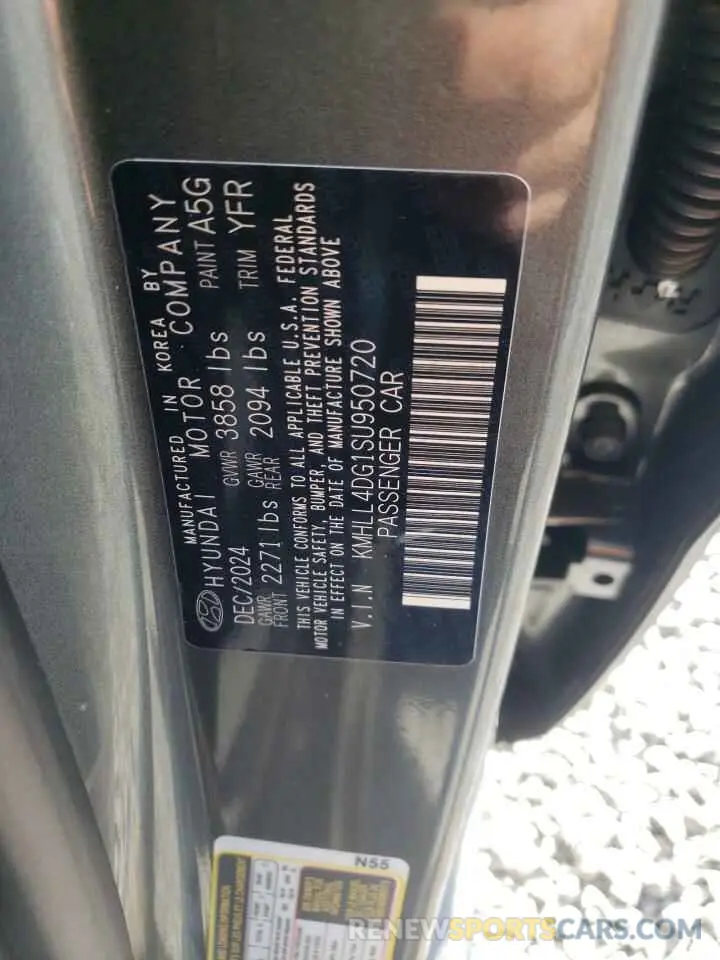 MANUFACTURED IN KOREA BY
HYUNDAI MOTOR COMPANY
DEC/2024 GVWR 3858 lbs PAINT A5G
GAWR FRONT 2271 lbs GAWR REAR 2094 lbs TRIM YFR
THIS VEHICLE CONFORMS TO ALL APPLICABLE U.S.A. FEDERAL
MOTOR VEHICLE SAFETY, BUMPER, AND THEFT PREVENTION STANDARDS
IN EFFECT ON THE DATE OF MANUFACTURE SHOWN ABOVE
V.I.N KMHLL4DG1SU950720
PASSENGER CAR
N55
RENEWSPORTCARS.COM